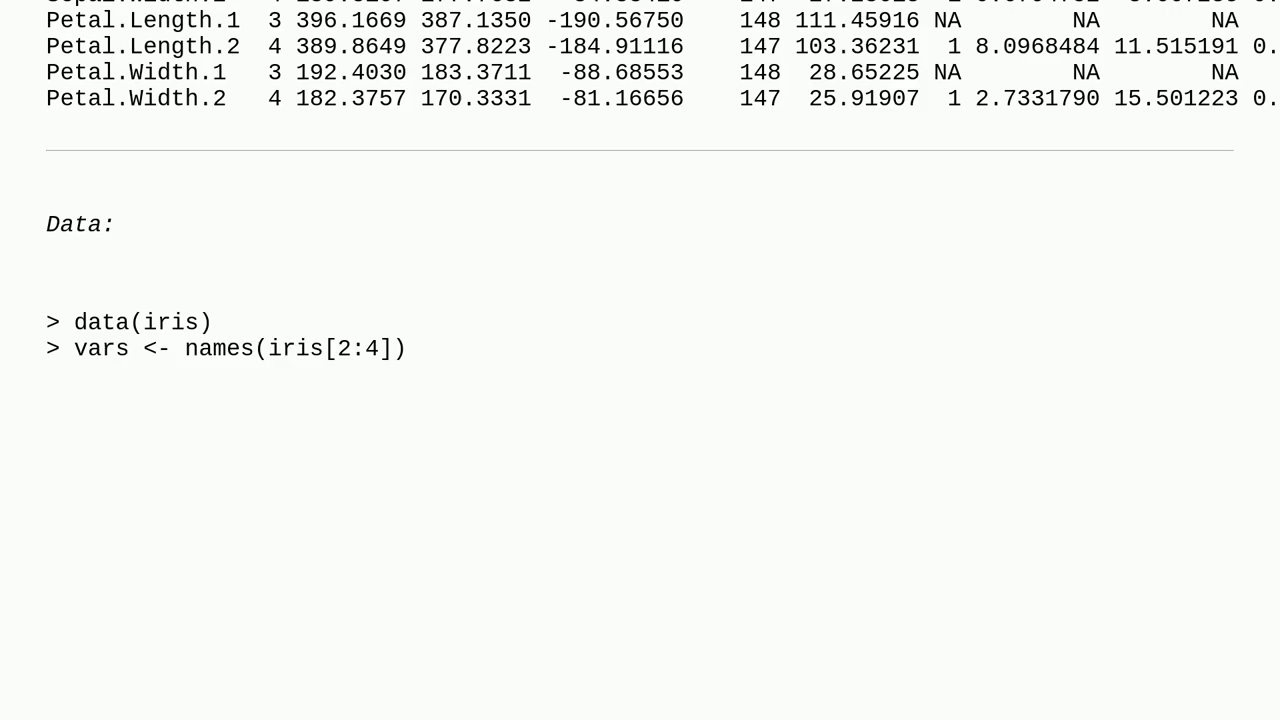 Petal.Length.1  3 396.1669 387.1350 -190.56750    148 111.45916 NA        NA        NA
Petal.Length.2  4 389.8649 377.8223 -184.91116    147 103.36231  1 8.0968484 11.515191 0.
Petal.Width.1   3 192.4030 183.3711  -88.68553    148  28.65225 NA        NA        NA
Petal.Width.2   4 182.3757 170.3331  -81.16656    147  25.91907  1 2.7331790 15.501223 0.
Data:
> data(iris)
> vars <- names(iris[2:4])